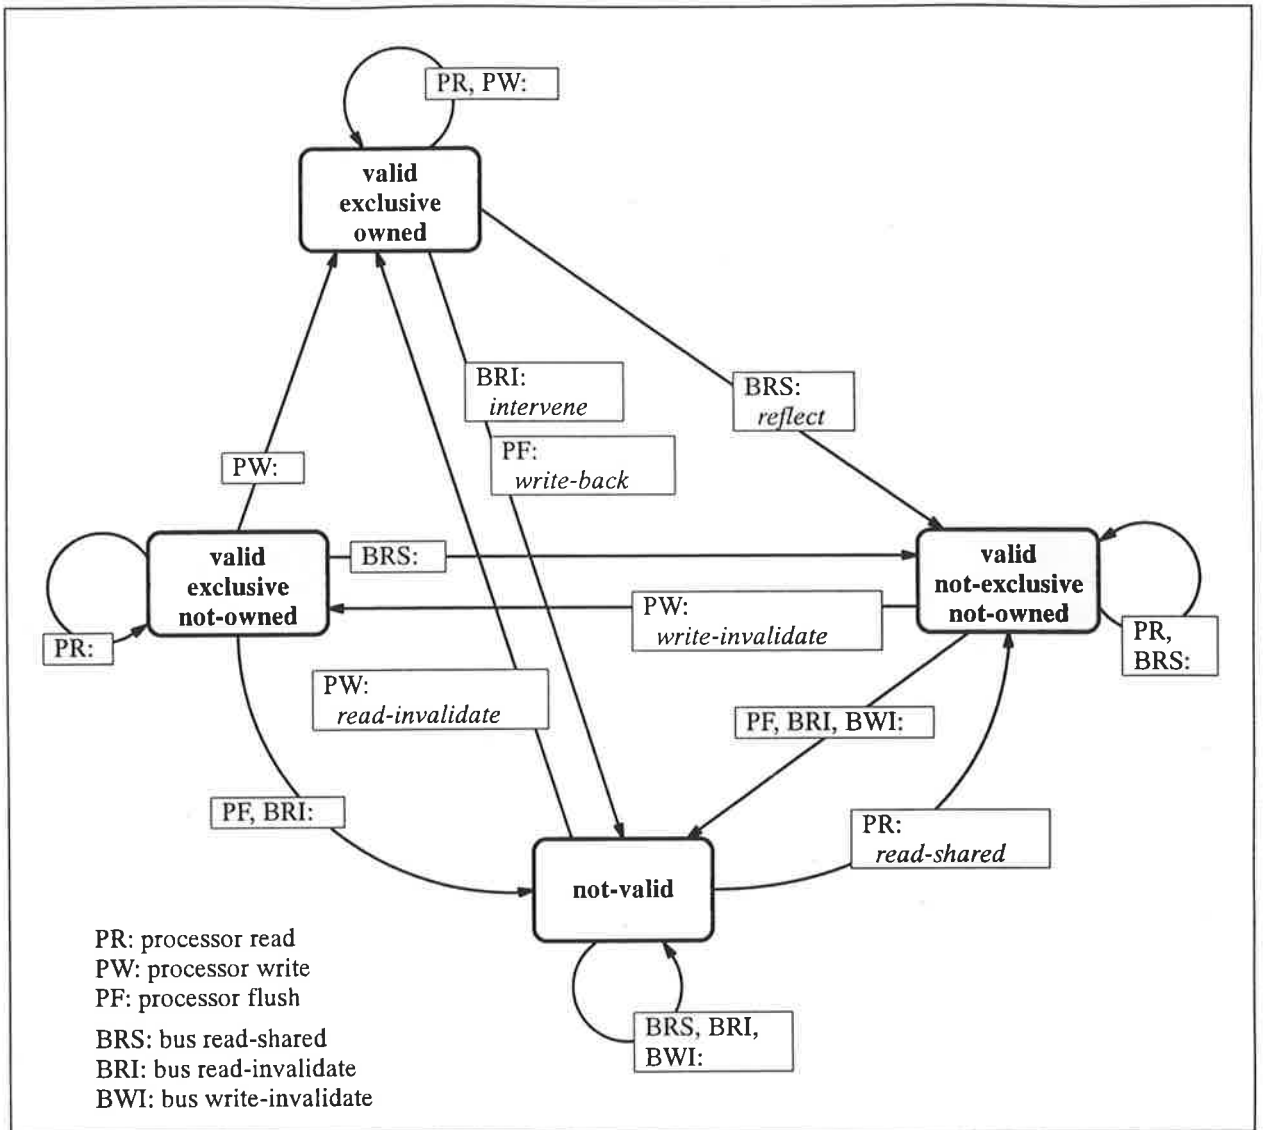 PR, PW:
valid
exclusive
owned
BRI:
intervene
BRS:
reflect
PF:
write-back
PW:
BRS:
valid
exclusive
not-owned
valid
not-exclusive
not-owned
PW:
write-invalidate
PR:
PR,
BRS:
PW:
read-invalidate
PF, BRI, BWI:
PF, BRI:
PR:
read-shared
not-valid
PR: processor read
PW: processor write
PF: processor flush
BRS: bus read-shared
BRI: bus read-invalidate
BWI: bus write-invalidate
BRS, BRI,
BWI: